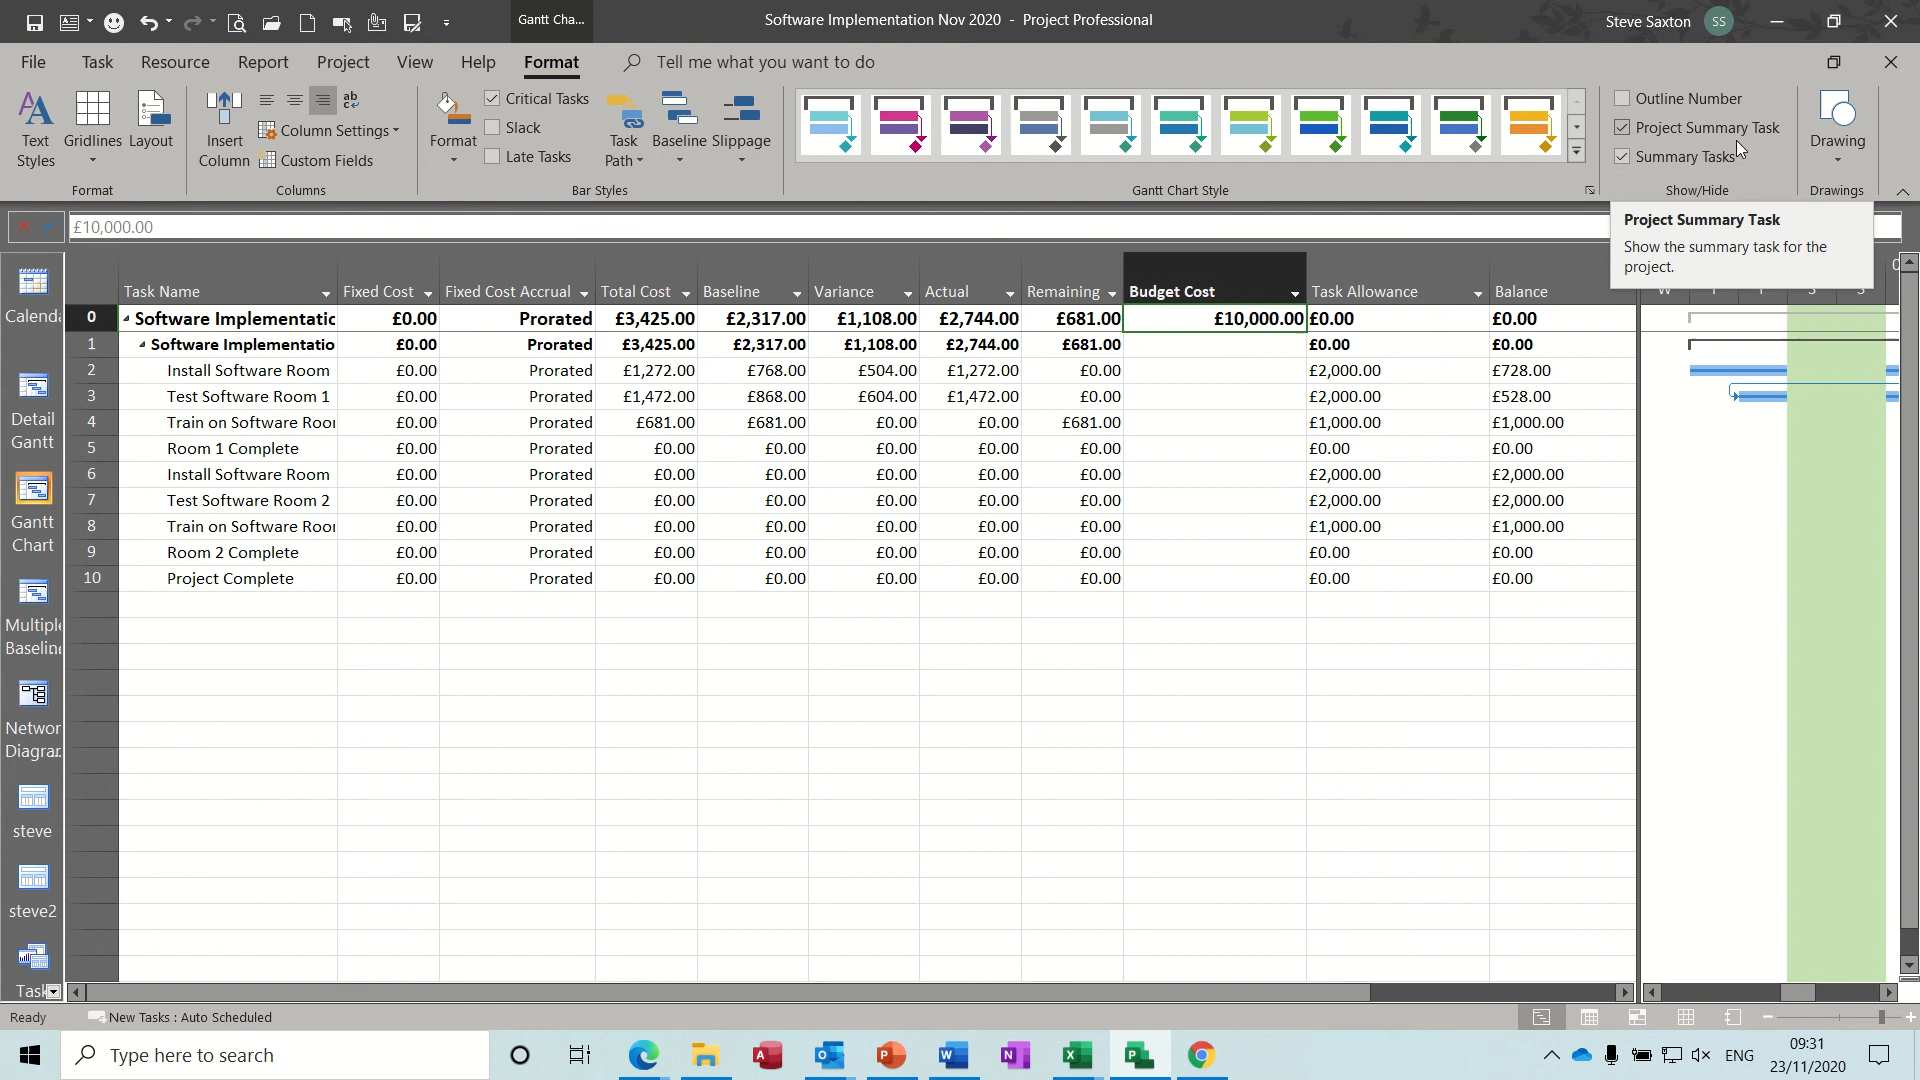 Gantt Cha...
Software Implementation Nov 2020 - Project Professional
Steve Saxton
SS
File
Task
Resource
Report
Project
View
Help
Format
Tell me what you want to do
Text Styles
Gridlines
Layout
Format
Insert Column
ab
c
Column Settings
Custom Fields
Columns
Format
Critical Tasks
Slack
Late Tasks
Task Path
Baseline
Slippage
Bar Styles
Gantt Chart Style
Outline Number
Project Summary Task
Summary Tasks
Show/Hide
Drawing
Drawings
£10,000.00
Project Summary Task
Show the summary task for the
project.
Task Name Fixed Cost Fixed Cost Accrual Total Cost Baseline Variance Actual Remaining Budget Cost Task Allowance Balance
0 Software Implementatic £0.00 Prorated £3,425.00 £2,317.00 £1,108.00 £2,744.00 £681.00 £10,000.00 £0.00 £0.00
1 Software Implementatio £0.00 Prorated £3,425.00 £2,317.00 £1,108.00 £2,744.00 £681.00 £0.00 £0.00
2 Install Software Room £0.00 Prorated £1,272.00 £768.00 £504.00 £1,272.00 £0.00 £2,000.00 £728.00
3 Test Software Room 1 £0.00 Prorated £1,472.00 £868.00 £604.00 £1,472.00 £0.00 £2,000.00 £528.00
4 Train on Software Roor £0.00 Prorated £681.00 £681.00 £0.00 £0.00 £681.00 £1,000.00 £1,000.00
5 Room 1 Complete £0.00 Prorated £0.00 £0.00 £0.00 £0.00 £0.00 £0.00 £0.00
6 Install Software Room £0.00 Prorated £0.00 £0.00 £0.00 £0.00 £0.00 £2,000.00 £2,000.00
7 Test Software Room 2 £0.00 Prorated £0.00 £0.00 £0.00 £0.00 £0.00 £2,000.00 £2,000.00
8 Train on Software Roor £0.00 Prorated £0.00 £0.00 £0.00 £0.00 £0.00 £1,000.00 £1,000.00
9 Room 2 Complete £0.00 Prorated £0.00 £0.00 £0.00 £0.00 £0.00 £0.00 £0.00
10 Project Complete £0.00 Prorated £0.00 £0.00 £0.00 £0.00 £0.00 £0.00 £0.00
Calenda
Detail
Gantt
Gantt
Chart
Multiple
Baseline
Networ
Diagra
steve
steve2
Task
Ready
New Tasks : Auto Scheduled
Type here to search
ENG
09:31
23/11/2020